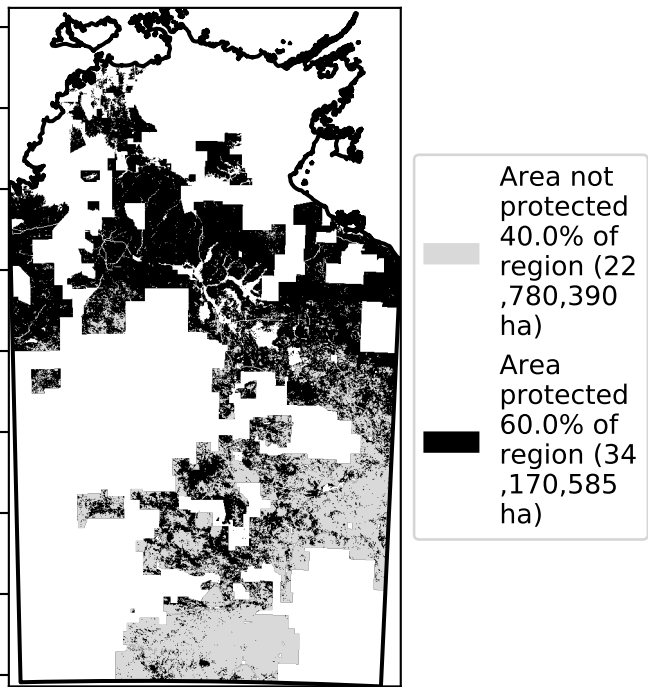 Area not
protected
40.0% of
region (22
,780,390
ha)
Area
protected
60.0% of
region (34
,170,585
ha)